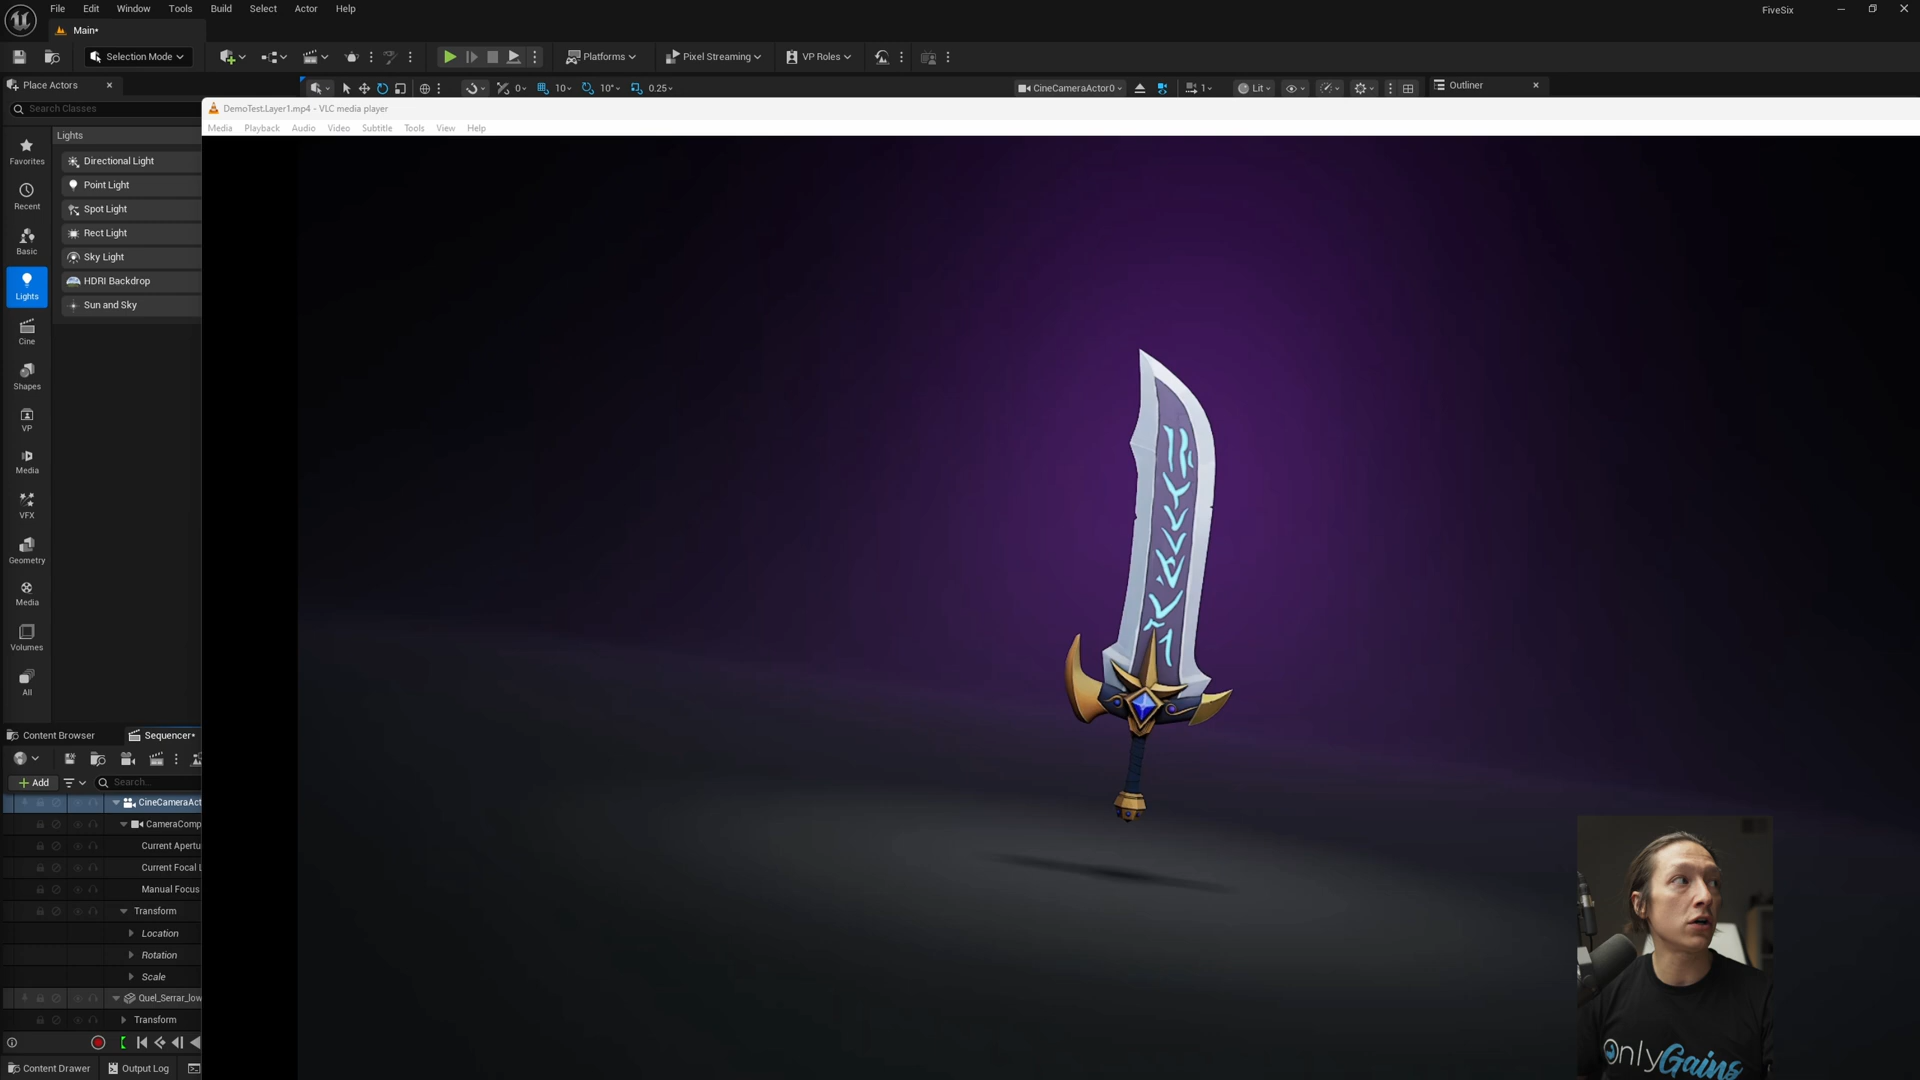 File Edit Window Tools Build Select Actor Help
FiveSix
Main•
Selection Mode
Platforms
Pixel Streaming
VP Roles
Place Actors
0
10
10°
0.25
CineCameraActor0
1
Lit
Outliner
Search Classes
DemoTest.Layer1.mp4 - VLC media player
Media Playback Audio Video Subtitle Tools View Help
Lights
Favorites
Directional Light
Point Light
Recent
Spot Light
Rect Light
Basic
Sky Light
Lights
HDRI Backdrop
Sun and Sky
Cine
Shapes
VP
Media
VFX
Geometry
Media
Volumes
All
Content Browser
Sequencer•
Add
Search...
CineCameraAct
CameraComp
Current Apertu
Current Focal L
Manual Focus
Transform
Location
Rotation
Scale
Quel_Serrar_low
Transform
Content Drawer
Output Log
OnlyGains